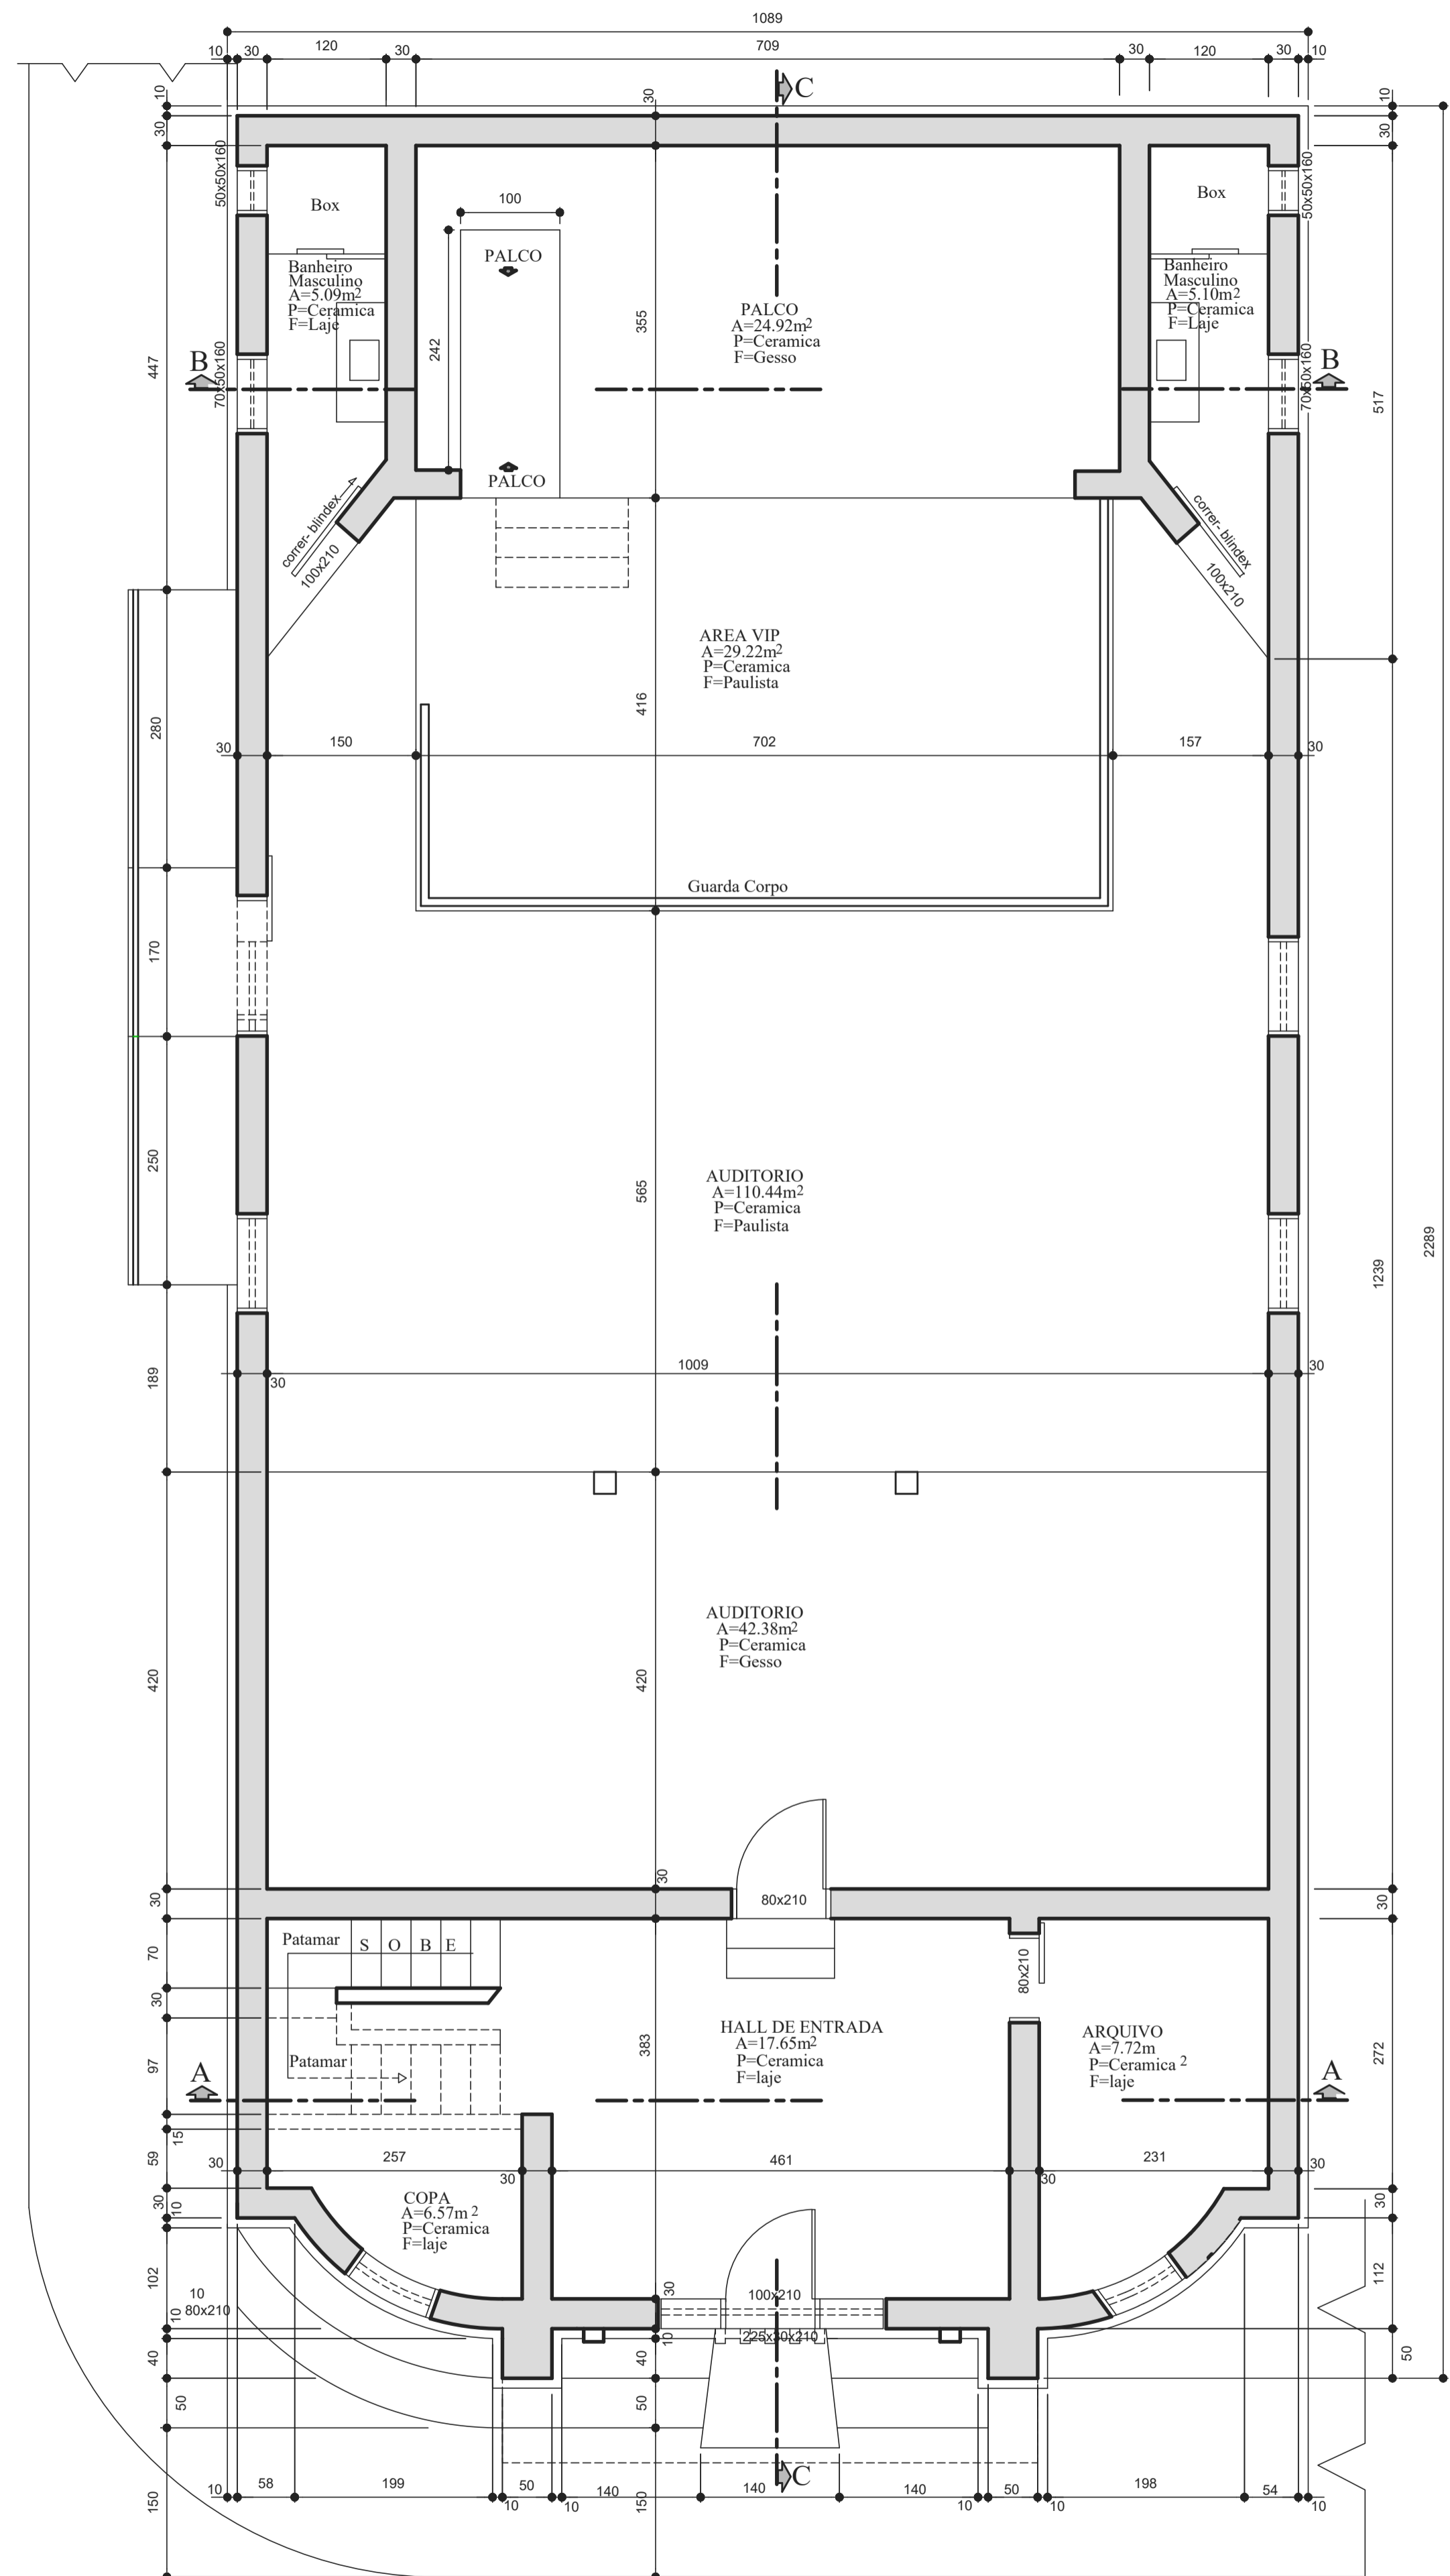 1089
10 30 120 30 709 30 120 30 10
C
10
30
30
10
30
50x50x160
50x50x160
Box
Box
100
PALCO
Banheiro
Masculino
A=5.09m2
P=Ceramica
F=Laje
Banheiro
Masculino
A=5.10m2
P=Ceramica
F=Laje
PALCO
A=24.92m2
P=Ceramica
F=Gesso
355
242
447
517
B
B
70x50x160
70x50x160
PALCO
correr- blindex
100x210
correr- blindex
100x210
AREA VIP
A=29.22m2
P=Ceramica
F=Paulista
416
280
30 150 702 157 30
Guarda Corpo
170
AUDITORIO
A=110.44m2
P=Ceramica
F=Paulista
250
565
1239
2289
189
1009
30
30
AUDITORIO
A=42.38m2
P=Ceramica
F=Gesso
420
420
30
30
30
80x210
70
Patamar
S O B E
80x210
30
HALL DE ENTRADA
A=17.65m2
P=Ceramica
F=laje
ARQUIVO
A=7.72m
P=Ceramica 2
F=laje
383
272
97
Patamar
A
A
15
59
30 257 30 461 30 231 30
COPA
A=6.57m 2
P=Ceramica
F=laje
30
10
30
102
112
10
80x210
10
30
100x210
225x30x210
10
40
40
50
50
50
C
10 58 199 10 50 10 140 140 140 10 50 10 198 54 10
150
150